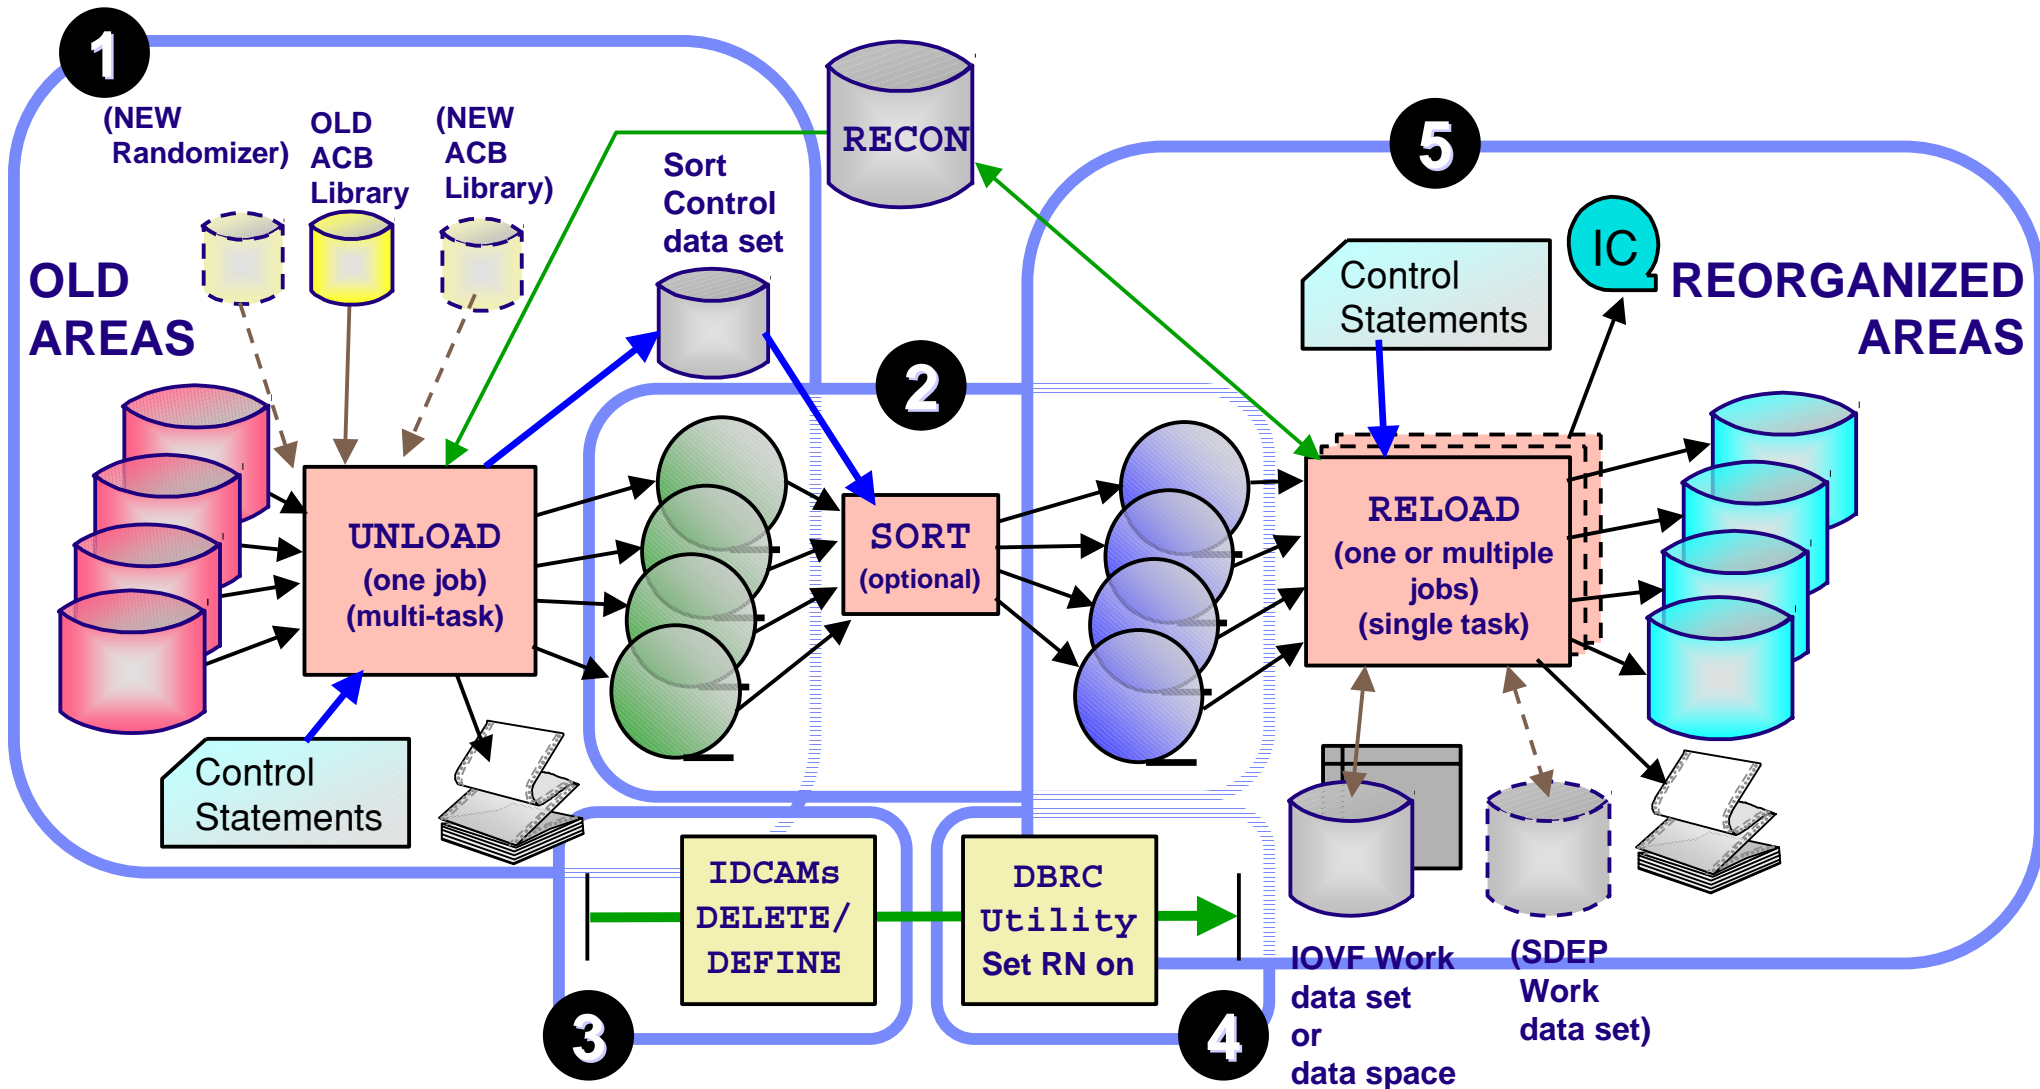 1
(NEW
Randomizer)
OLD
ACB
Library
(NEW
ACB
Library)
OLD
AREAS
UNLOAD
(one job)
(multi-task)
Control
Statements
RECON
Sort
Control
data set
2
SORT
(optional)
3
IDCAMs
DELETE/
DEFINE
4
DBRC
Utility
Set RN on
5
Control
Statements
IC
REORGANIZED
AREAS
RELOAD
(one or multiple
jobs)
(single task)
IOVF Work
data set
or
data space
(SDEP
Work
data set)